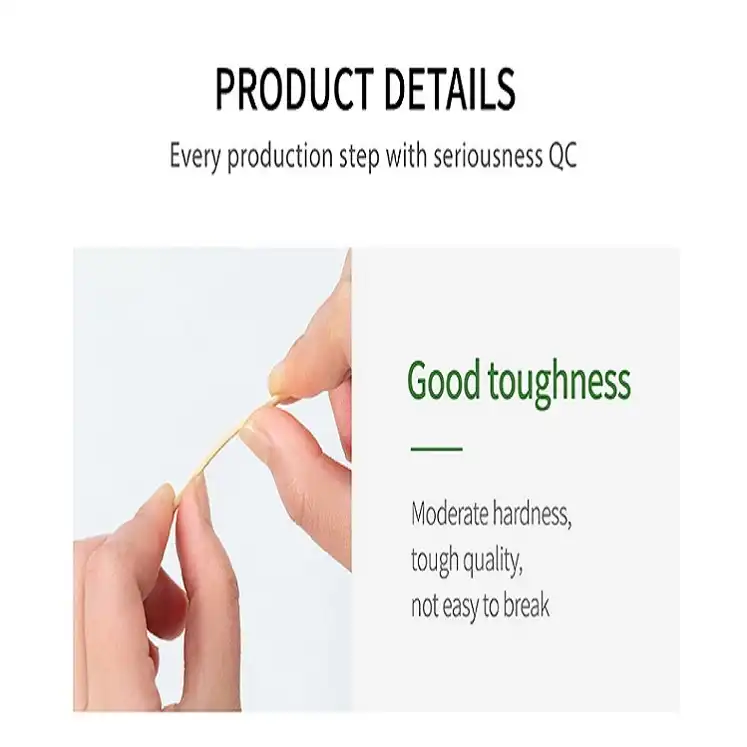 PRODUCT DETAILS
Every production step with seriousness QC
Good toughness
Moderate hardness,
tough quality,
not easy to break